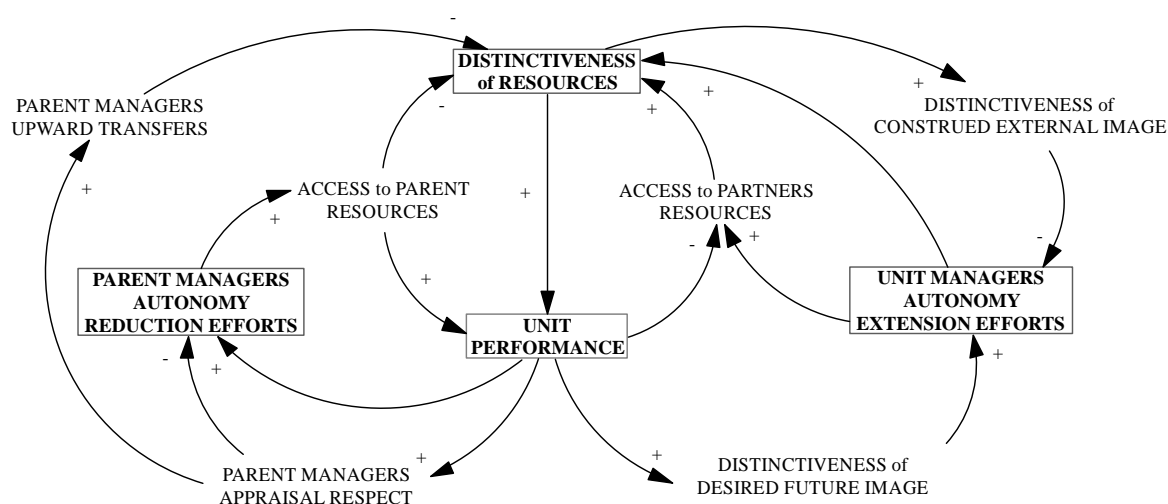 -
DISTINCTIVENESS
of RESOURCES
+
PARENT MANAGERS
UPWARD TRANSFERS
-
+
+
DISTINCTIVENESS of
CONSTRUED EXTERNAL IMAGE
+
+
ACCESS to PARENT
RESOURCES
+
ACCESS to PARTNERS
RESOURCES
+
-
+
-
PARENT MANAGERS
AUTONOMY
REDUCTION EFFORTS
+
UNIT MANAGERS
AUTONOMY
EXTENSION EFFORTS
UNIT
PERFORMANCE
-
+
+
+
+
PARENT MANAGERS
APPRAISAL RESPECT
DISTINCTIVENESS of
DESIRED FUTURE IMAGE